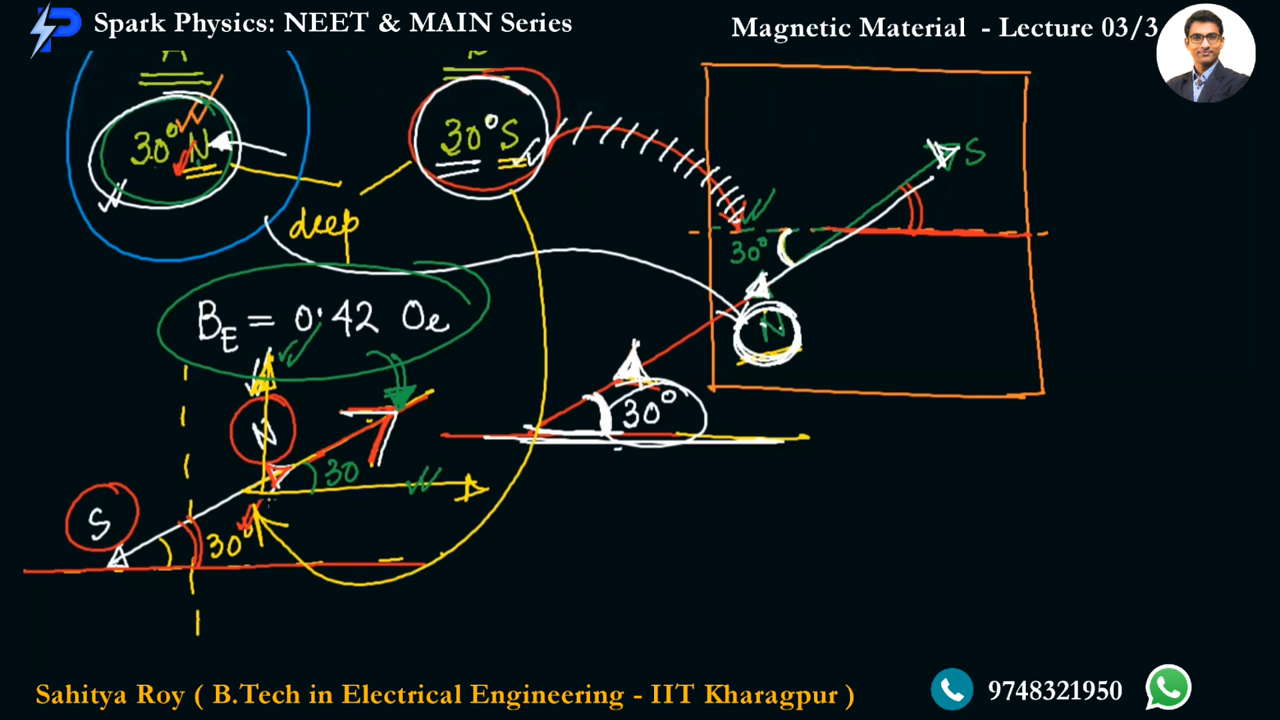 Spark Physics: NEET & MAIN Series
Magnetic Material - Lecture 03/3
30° N
30° S
deep
B_E = 0.42 Oe
S
30°
N
30°
N
30
S
30°
Sahitya Roy ( B.Tech in Electrical Engineering - IIT Kharagpur )
9748321950